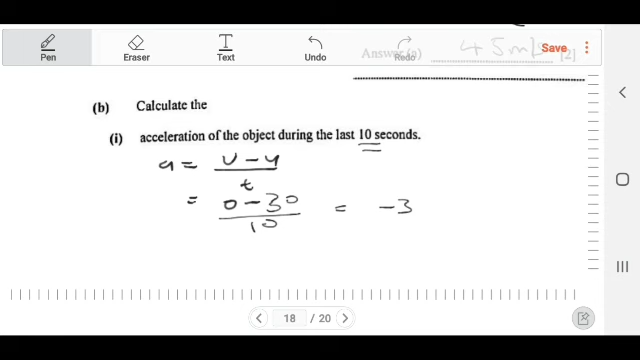 Pen Eraser Text Undo Redo Save
Answer (a) 45m/s [2]
(b) Calculate the
(i) acceleration of the object during the last 10 seconds.
a = v - u
t
= 0 - 30 = -3
10
18 / 20